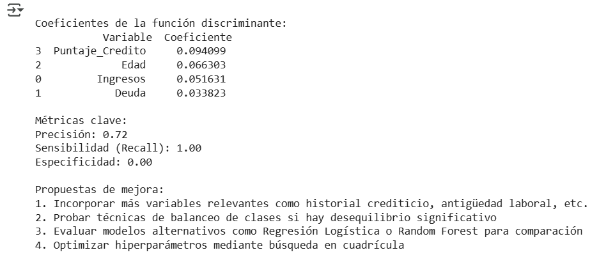 Coeficientes de la función discriminante:
Variable Coeficiente
3 Puntaje_Credito 0.094099
2 Edad 0.066303
0 Ingresos 0.051631
1 Deuda 0.033823
Métricas clave:
Precisión: 0.72
Sensibilidad (Recall): 1.00
Especificidad: 0.00
Propuestas de mejora:
1. Incorporar más variables relevantes como historial crediticio, antigüedad laboral, etc.
2. Probar técnicas de balanceo de clases si hay desequilibrio significativo
3. Evaluar modelos alternativos como Regresión Logística o Random Forest para comparación
4. Optimizar hiperparámetros mediante búsqueda en cuadrícula